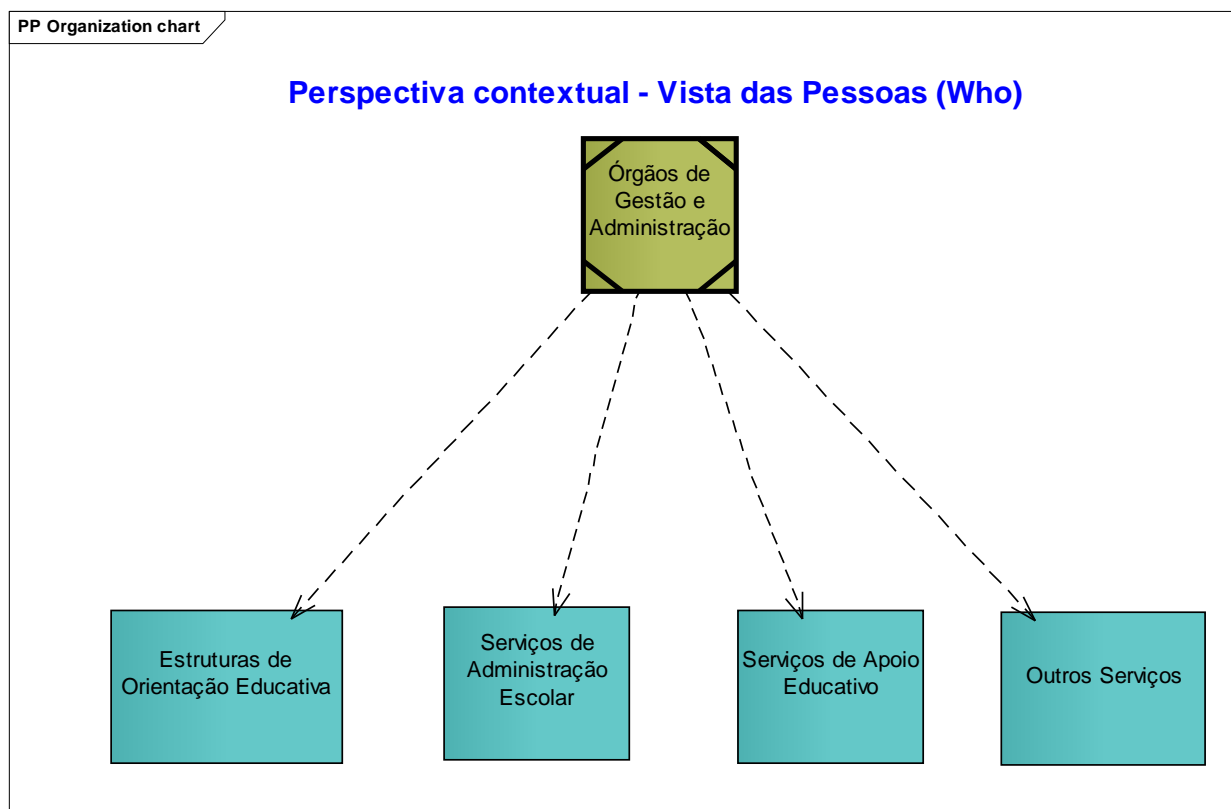 PP Organization chart
Perspectiva contextual - Vista das Pessoas (Who)
Órgãos de
Gestão e
Administração
Estruturas de
Orientação Educativa
Serviços de
Administração
Escolar
Serviços de Apoio
Educativo
Outros Serviços